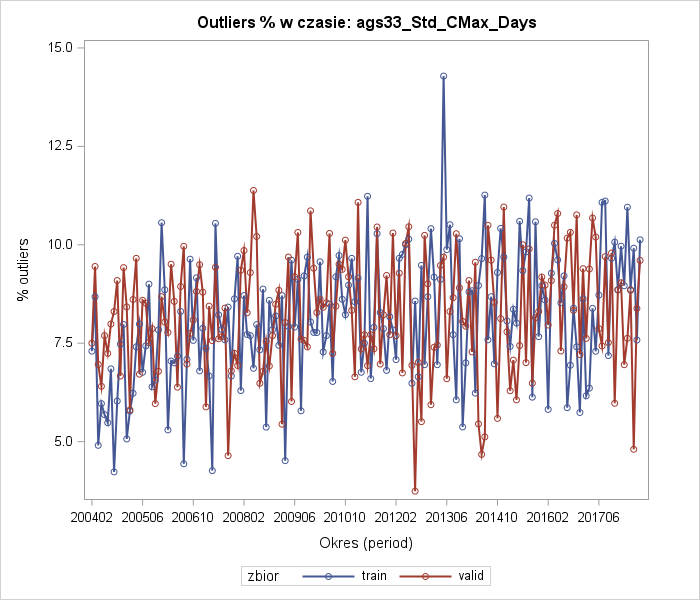 Outliers % w czasie: ags33_Std_CMax_Days
15.0
12.5
10.0
7.5
5.0
% outliers
200402 200506 200610 200802 200906 201010 201202 201306 201410 201602 201706
Okres (period)
zbior train valid